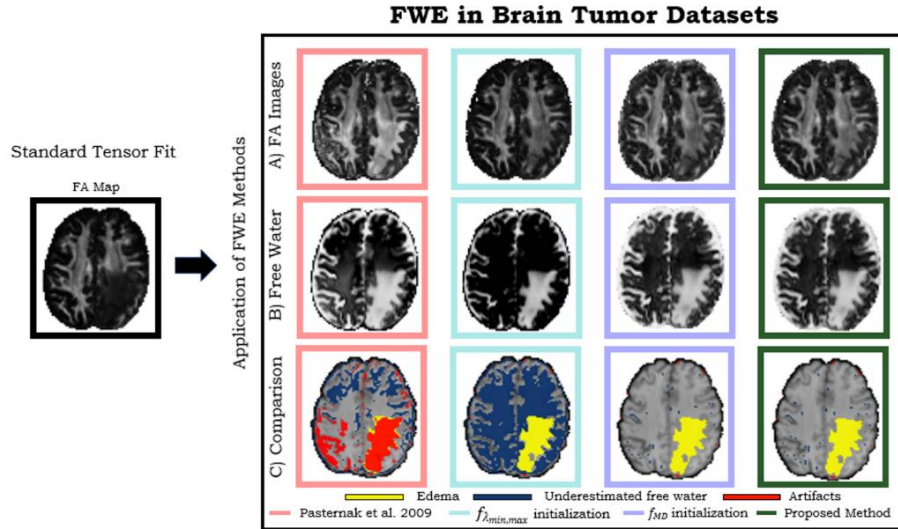 FWE in Brain Tumor Datasets
Standard Tensor Fit
FA Map
Application of FWE Methods
A) FA Images
B) Free Water
C) Comparison
Edema
Underestimated free water
Artifacts
Pasternak et al. 2009
fλmin,max initialization
fMD initialization
Proposed Method